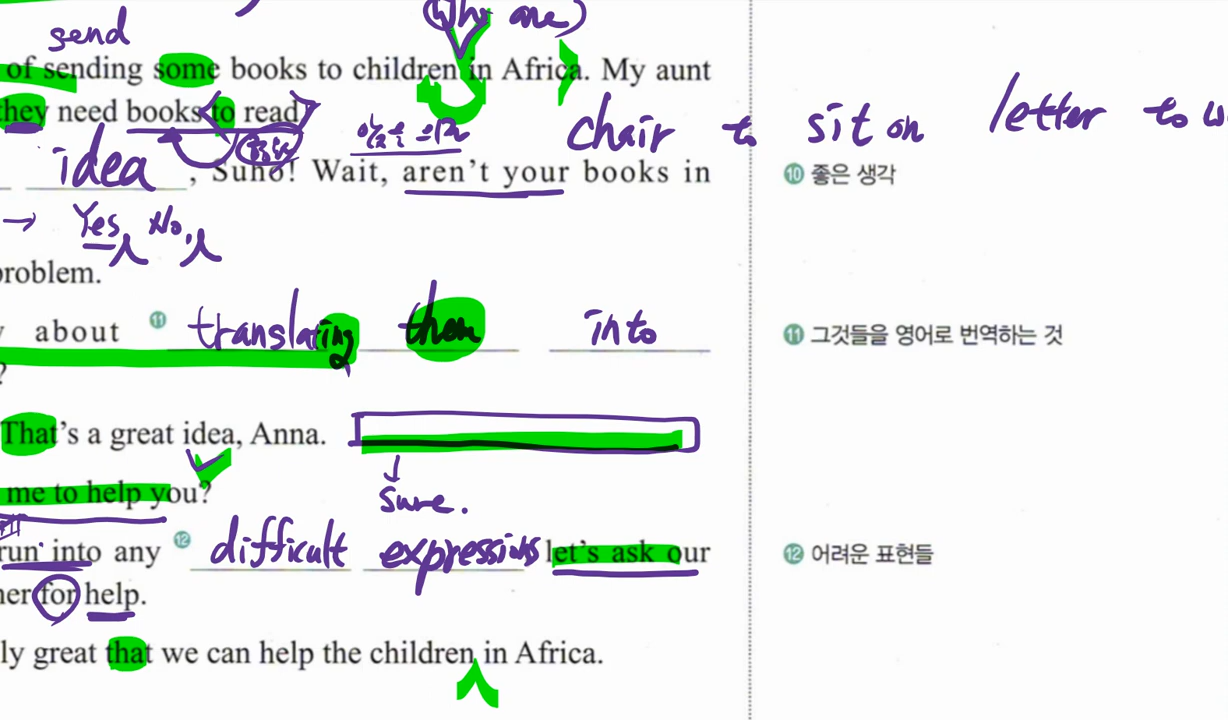 send
(who are)
of sending some books to children in Africa. My aunt
they need books to read
chair to sit on letter to w
idea, Suho! Wait, aren't your books in
⑩ 좋은 생각
→ Yes, No,
problem.
about ⑪ translating them into
⑪ 그것들을 영어로 번역하는 것
?
That's a great idea, Anna.
me to help you?
↓
Sure.
run into any ⑫ difficult expressions let's ask our
⑫ 어려운 표현들
her for help.
ly great that we can help the children in Africa.